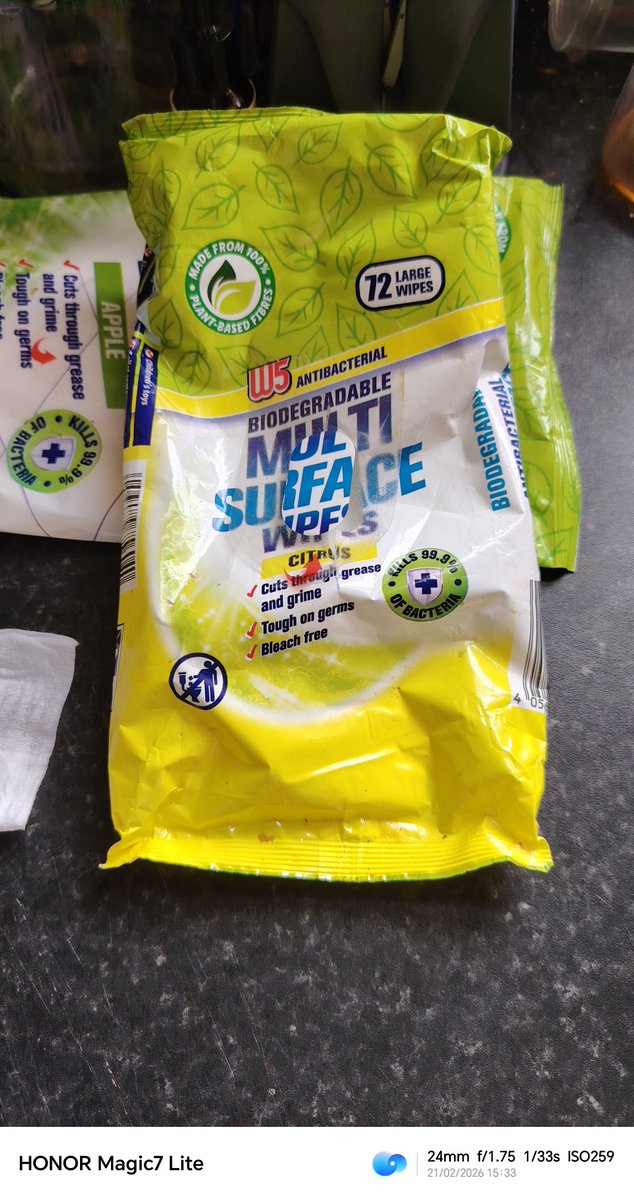 MADE FROM 100%
PLANT-BASED FIBRES
72 LARGE
WIPES
W5 ANTIBACTERIAL
BIODEGRADABLE
MULTI
SURFACE
WIPES
CITRUS
Cuts through grease
and grime
Tough on germs
Bleach free
KILLS 99.9%
OF BACTERIA
Children's toys
APPLE
Cuts through grease
and grime
Tough on germs
KILLS 99.9%
OF BACTERIA
HONOR Magic7 Lite
24mm f/1.75 1/33s ISO259
21/02/2026 15:33